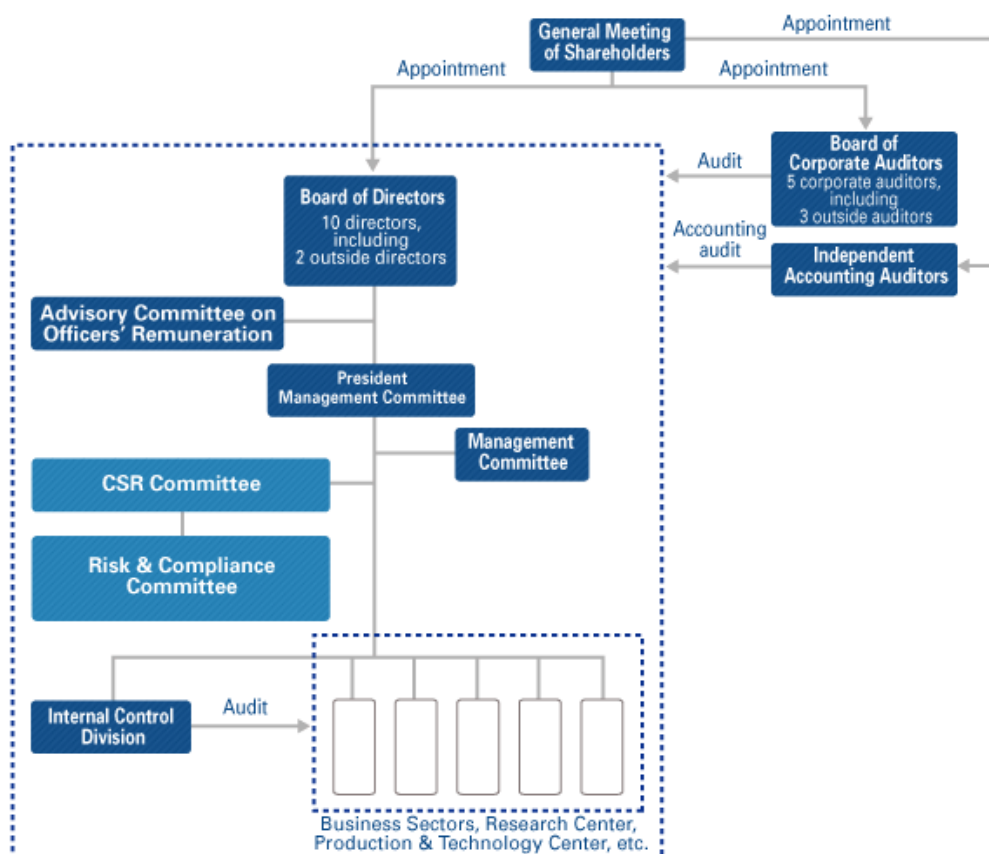 General Meeting
of Shareholders
Appointment
Appointment
Appointment
Board of
Corporate Auditors
5 corporate auditors,
including
3 outside auditors
Audit
Board of Directors
10 directors,
including
2 outside directors
Accounting
audit
Independent
Accounting Auditors
Advisory Committee on
Officers' Remuneration
President
Management Committee
Management
Committee
CSR Committee
Risk & Compliance
Committee
Internal Control
Division
Audit
Business Sectors, Research Center,
Production & Technology Center, etc.